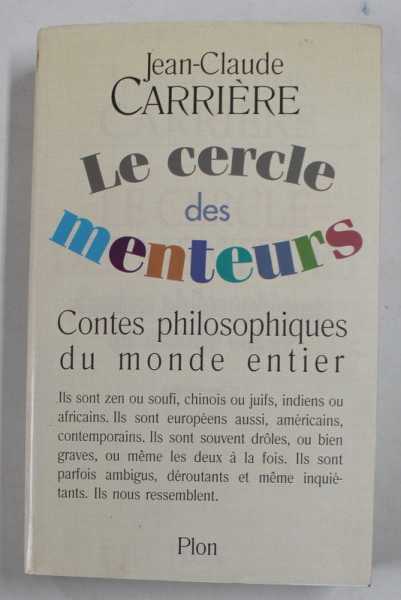 Jean-Claude
CARRIÈRE
Le cercle
des
menteurs
Contes philosophiques
du monde entier
Ils sont zen ou soufi, chinois ou juifs, indiens ou
africains. Ils sont européens aussi, américains,
contemporains. Ils sont souvent drôles, ou bien
graves, ou même les deux à la fois. Ils sont
parfois ambigus, déroutants et même inquié-
tants. Ils nous ressemblent.
Plon